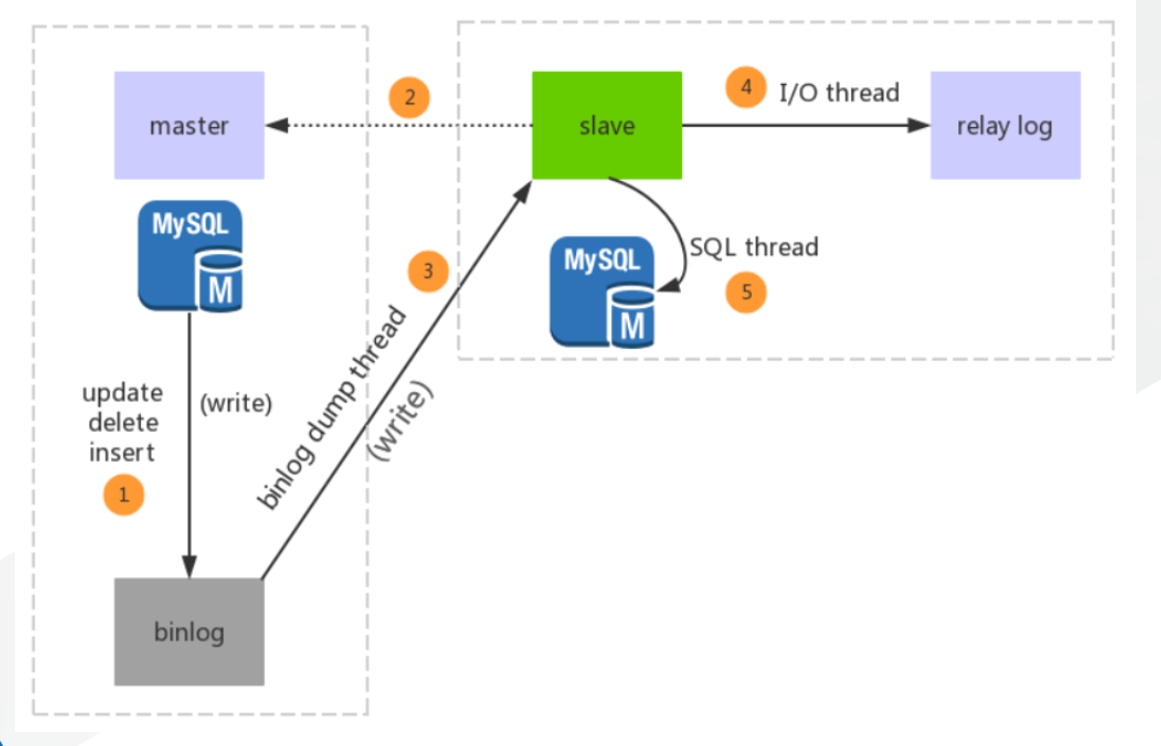 master
2
slave
4
I/O thread
relay log
MySQL
M
3
MySQL
M
SQL thread
5
update
delete
insert
(write)
1
binlog dump thread
(write)
binlog